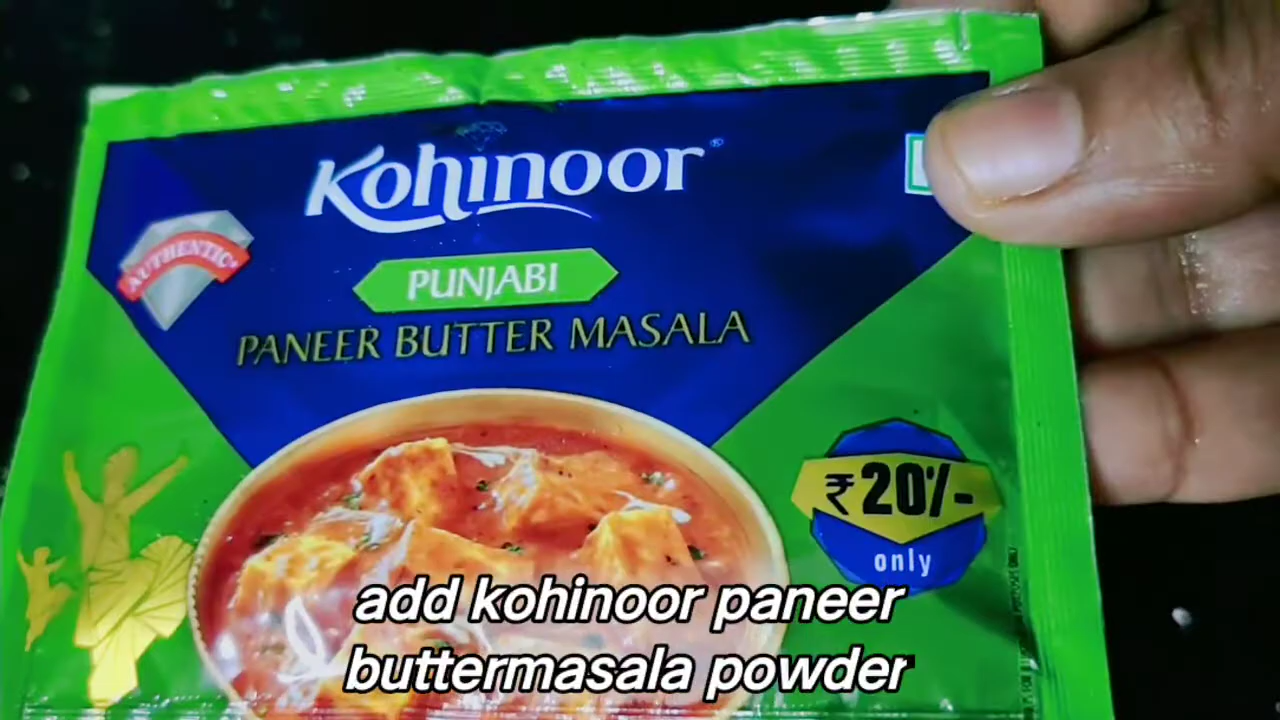 Kohinoor®
AUTHENTIC*
PUNJABI
PANEER BUTTER MASALA
₹20/-
only
add kohinoor paneer
buttermasala powder